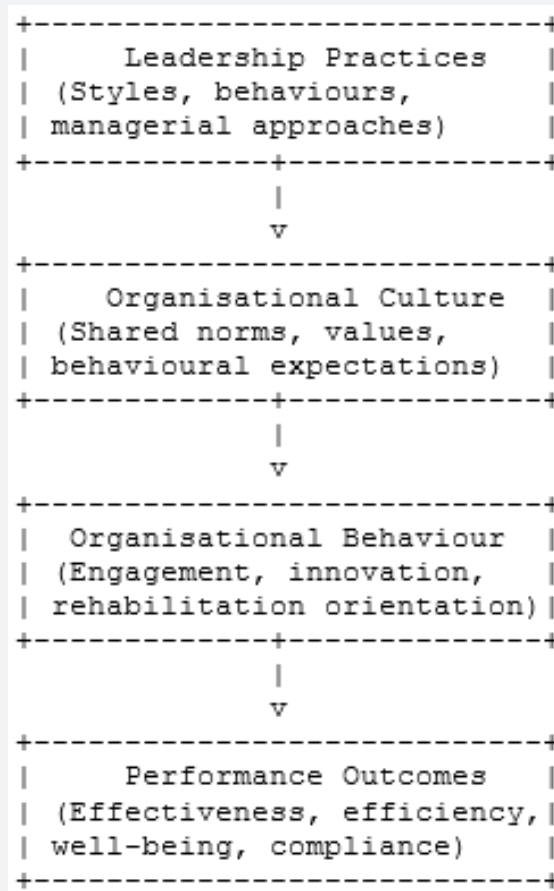 Leadership Practices
(Styles, behaviours,
managerial approaches)
Organisational Culture
(Shared norms, values,
behavioural expectations)
Organisational Behaviour
(Engagement, innovation,
rehabilitation orientation)
Performance Outcomes
(Effectiveness, efficiency,
well-being, compliance)